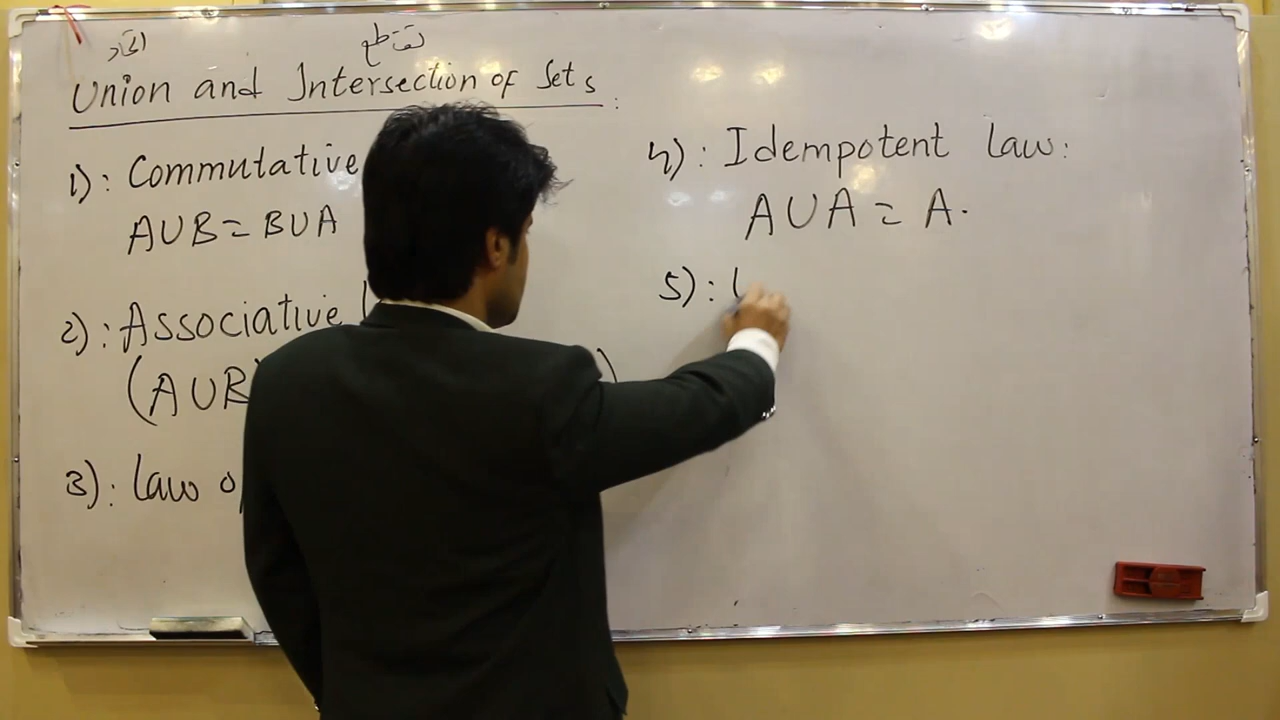 اتحاد تقاطع
Union and Intersection of Sets:
1): Commutative
AUB=BUA
2): Associative
(AUB )
3): Law
4): Idempotent Law:
AUA = A.
5):